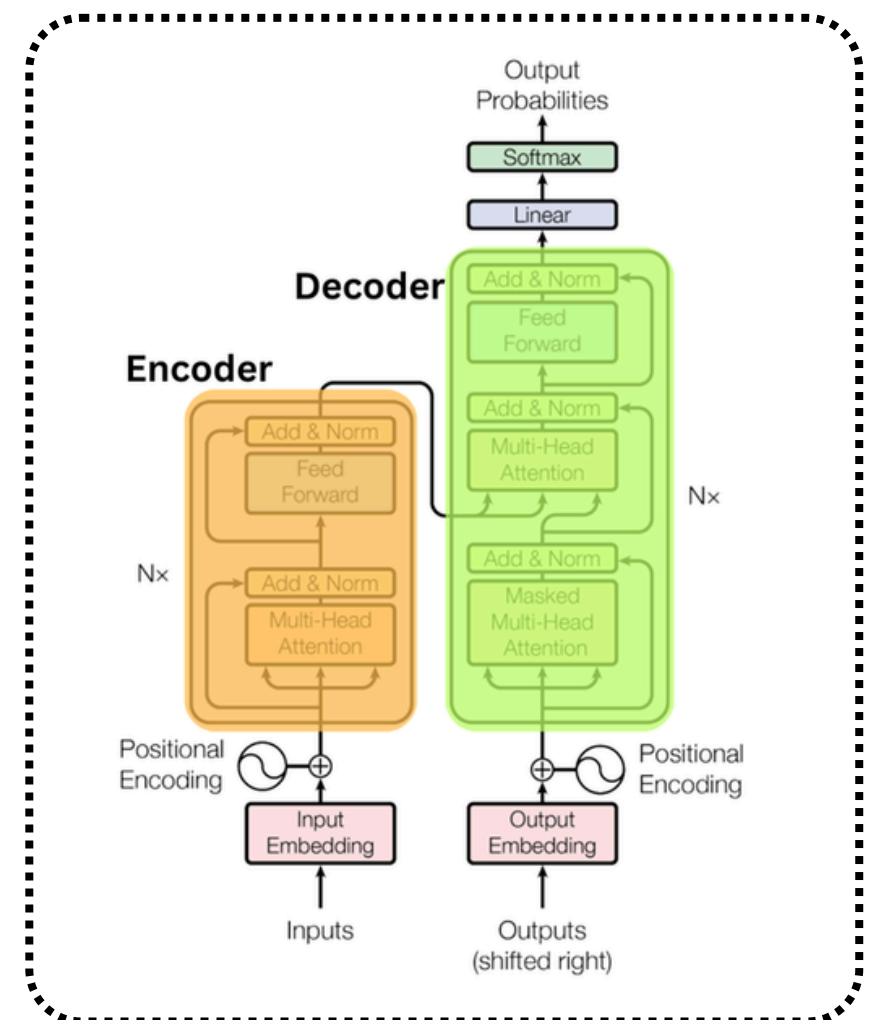 Output
Probabilities
Softmax
Linear
Decoder
Add & Norm
Feed
Forward
Add & Norm
Multi-Head
Attention
Nx
Add & Norm
Masked
Multi-Head
Attention
Encoder
Add & Norm
Feed
Forward
Nx
Add & Norm
Multi-Head
Attention
Positional
Encoding
Positional
Encoding
Input
Embedding
Output
Embedding
Inputs
Outputs
(shifted right)